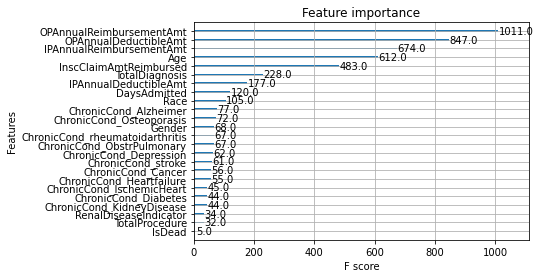 Feature importance
OPAnnualReimbursementAmt 1011.0
OPAnnualDeductibleAmt 847.0
IPAnnualReimbursementAmt 674.0
Age 612.0
InscClaimAmtReimbursed 483.0
TotalDiagnosis 228.0
IPAnnualDeductibleAmt 177.0
DaysAdmitted 120.0
Race 105.0
ChronicCond_Alzheimer 77.0
ChronicCond_Osteoporasis 72.0
Gender 68.0
ChronicCond_rheumatoidarthritis 67.0
ChronicCond_ObstrPulmonary 67.0
ChronicCond_Depression 62.0
ChronicCond_stroke 61.0
ChronicCond_Cancer 56.0
ChronicCond_Heartfailure 55.0
ChronicCond_IschemicHeart 45.0
ChronicCond_Diabetes 44.0
ChronicCond_KidneyDisease 44.0
RenalDiseaseIndicator 34.0
TotalProcedure 32.0
IsDead 5.0
Features
0 200 400 600 800 1000
F score